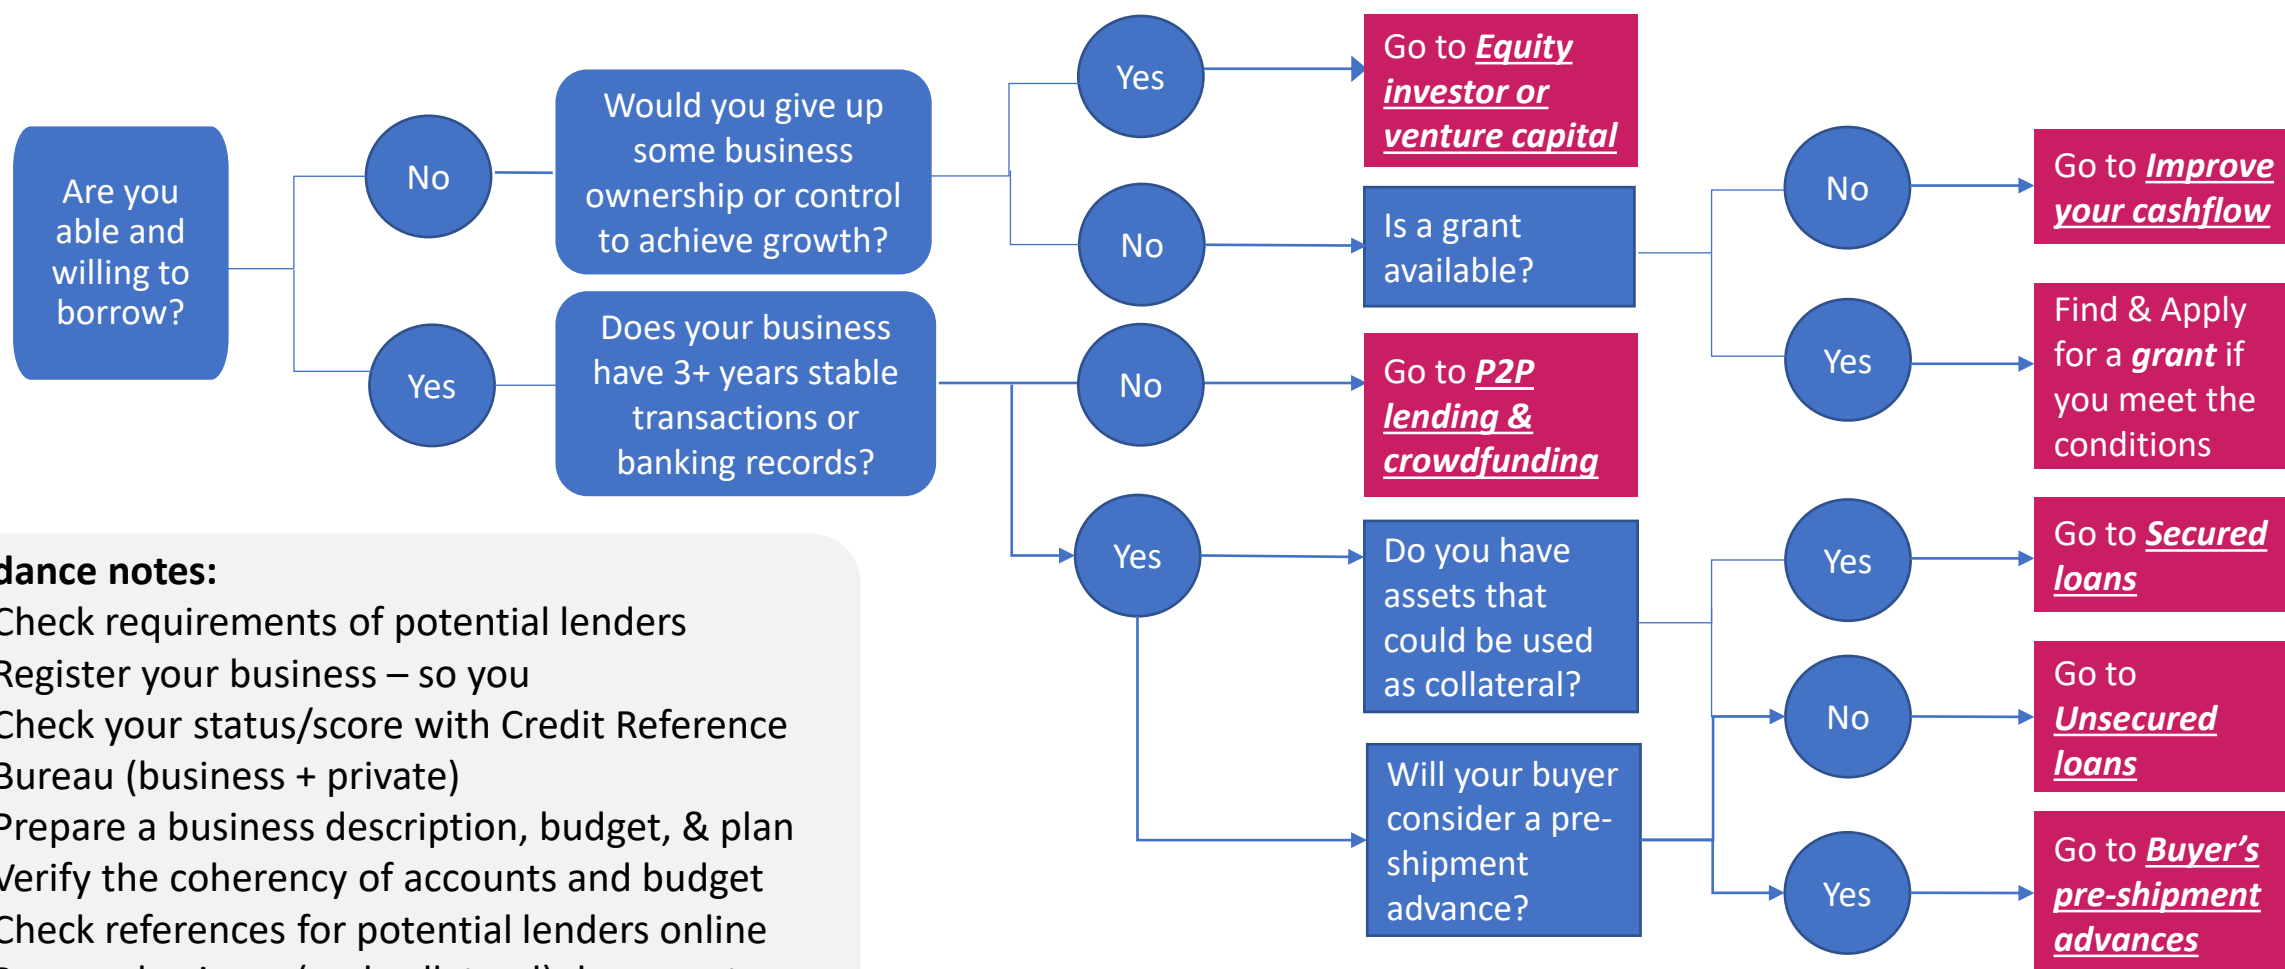 Are you
able and
willing to
borrow?
No
Yes
Would you give up
some business
ownership or control
to achieve growth?
Does your business
have 3+ years stable
transactions or
banking records?
Yes
No
No
Yes
Go to Equity
investor or
venture capital
Is a grant
available?
Go to P2P
lending &
crowdfunding
Do you have
assets that
could be used
as collateral?
Will your buyer
consider a pre-
shipment
advance?
No
Yes
Yes
No
Yes
Go to Improve
your cashflow
Find & Apply
for a grant if
you meet the
conditions
Go to Secured
loans
Go to
Unsecured
loans
Go to Buyer's
pre-shipment
advances
dance notes:
Check requirements of potential lenders
Register your business – so you
Check your status/score with Credit Reference
Bureau (business + private)
Prepare a business description, budget, & plan
Verify the coherency of accounts and budget
Check references for potential lenders online